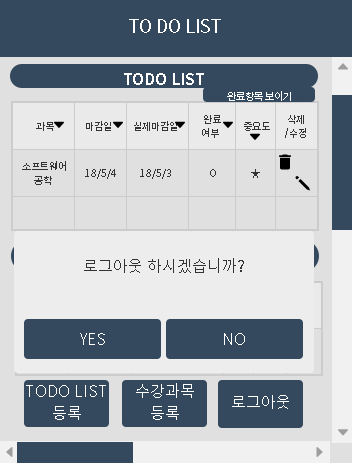 TO DO LIST
TODO LIST
완료항목 보이기
과목 마감일 실제마감일 완료 여부 중요도 삭제 /수정
소프트웨어 공학 18/5/4 18/5/3 O ★
로그아웃 하시겠습니까?
YES NO
TODO LIST 등록 수강과목 등록 로그아웃